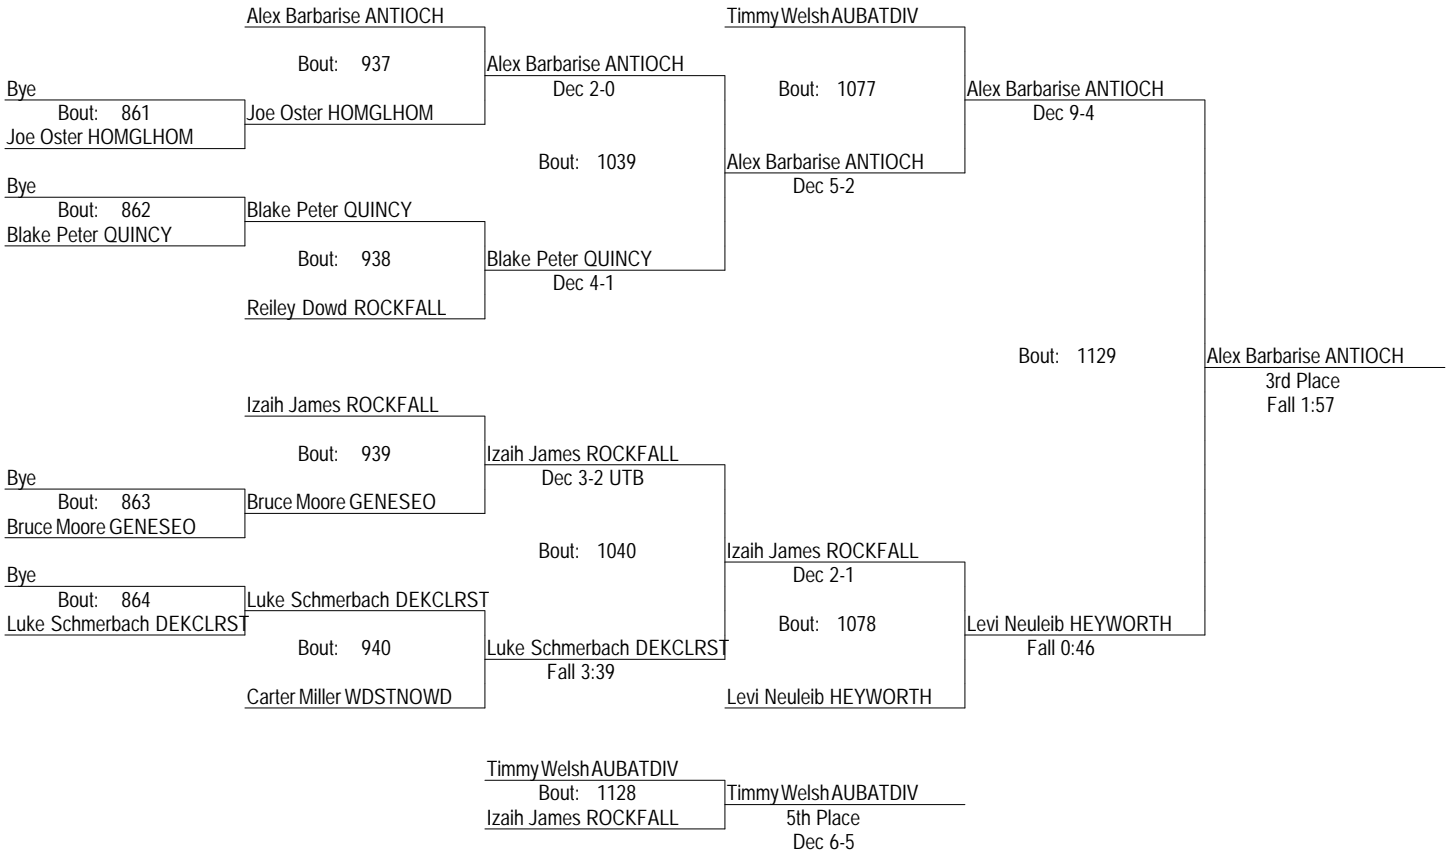 Alex Barbarise ANTIOCH
Timmy Welsh AUBATDIV
Bout: 937
Alex Barbarise ANTIOCH
Dec 2-0
Bye
Bout: 1077
Alex Barbarise ANTIOCH
Dec 9-4
Bout: 861
Joe Oster HOMGLHOM
Joe Oster HOMGLHOM
Bout: 1039
Alex Barbarise ANTIOCH
Dec 5-2
Bye
Bout: 862
Blake Peter QUINCY
Blake Peter QUINCY
Bout: 938
Blake Peter QUINCY
Dec 4-1
Reiley Dowd ROCKFALL
Bout: 1129
Alex Barbarise ANTIOCH
3rd Place
Fall 1:57
Izaih James ROCKFALL
Bout: 939
Izaih James ROCKFALL
Dec 3-2 UTB
Bye
Bout: 863
Bruce Moore GENESEO
Bruce Moore GENESEO
Bout: 1040
Izaih James ROCKFALL
Dec 2-1
Bye
Bout: 864
Luke Schmerbach DEKCLRST
Luke Schmerbach DEKCLRST
Bout: 1078
Levi Neuleib HEYWORTH
Fall 0:46
Bout: 940
Luke Schmerbach DEKCLRST
Fall 3:39
Carter Miller WDSTNOWD
Levi Neuleib HEYWORTH
Timmy Welsh AUBATDIV
Bout: 1128
Timmy Welsh AUBATDIV
Izaih James ROCKFALL
5th Place
Dec 6-5